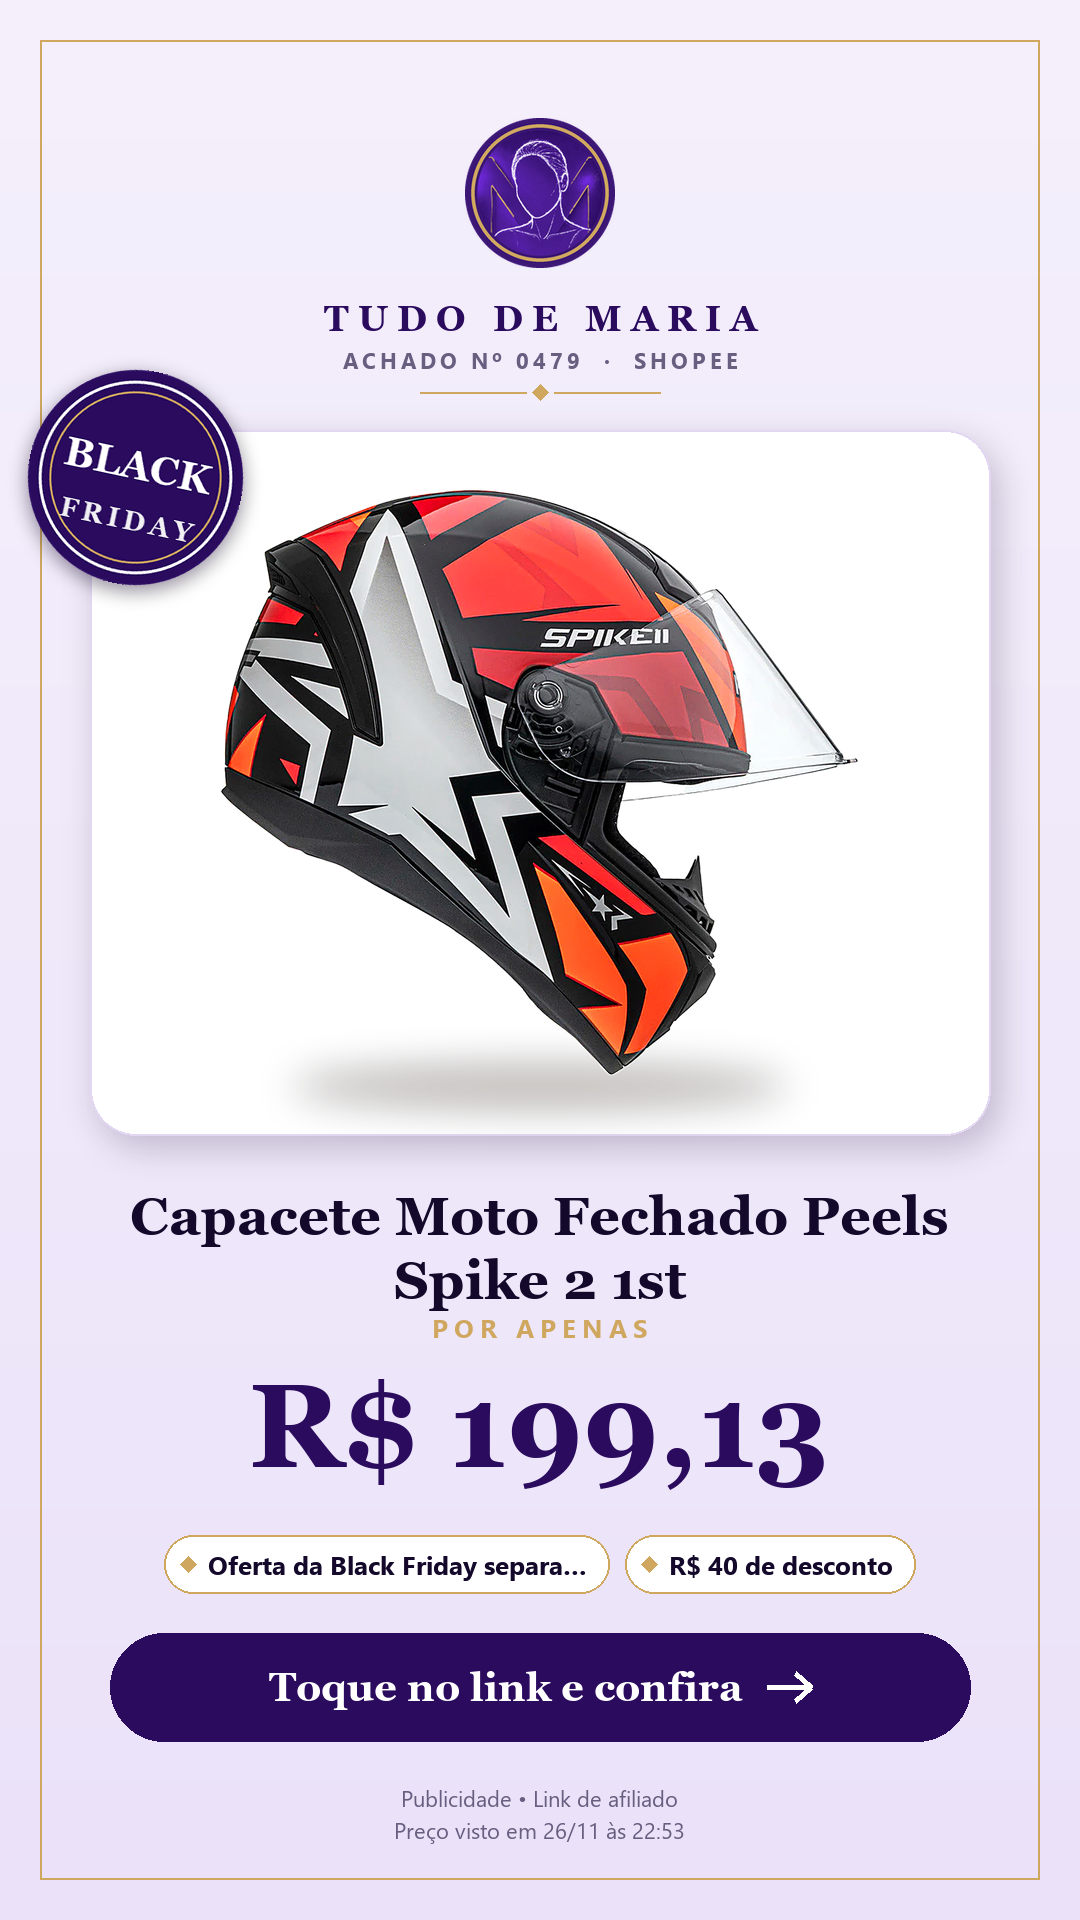 TUDO DE MARIA
ACHADO Nº 0479 · SHOPEE
BLACK
FRIDAY
SPIKEII
Capacete Moto Fechado Peels
Spike 2 1st
POR APENAS
R$ 199,13
Oferta da Black Friday separa...
R$ 40 de desconto
Toque no link e confira →
Publicidade • Link de afiliado
Preço visto em 26/11 às 22:53